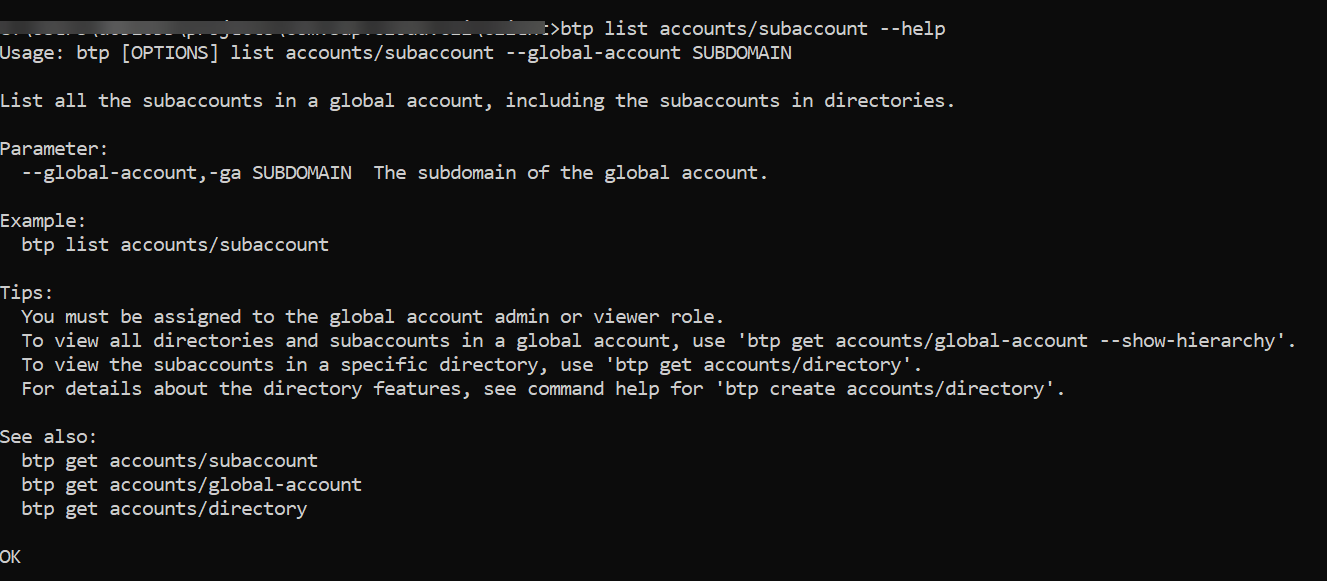 >btp list accounts/subaccount --help
Usage: btp [OPTIONS] list accounts/subaccount --global-account SUBDOMAIN
List all the subaccounts in a global account, including the subaccounts in directories.
Parameter:
--global-account,-ga SUBDOMAIN  The subdomain of the global account.
Example:
btp list accounts/subaccount
Tips:
You must be assigned to the global account admin or viewer role.
To view all directories and subaccounts in a global account, use 'btp get accounts/global-account --show-hierarchy'.
To view the subaccounts in a specific directory, use 'btp get accounts/directory'.
For details about the directory features, see command help for 'btp create accounts/directory'.
See also:
btp get accounts/subaccount
btp get accounts/global-account
btp get accounts/directory
OK